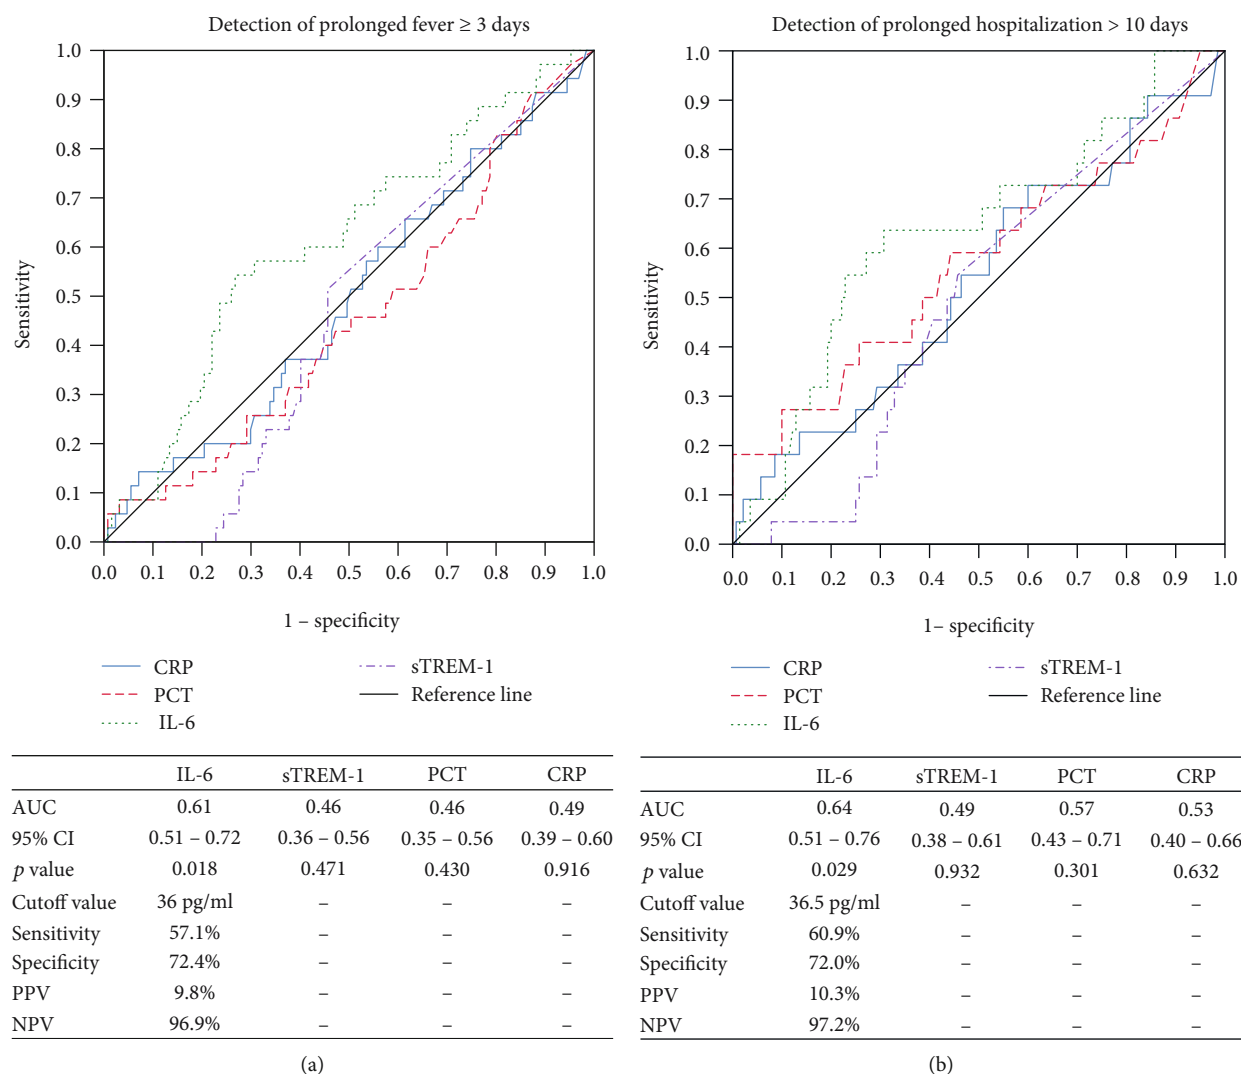 Detection of prolonged fever ≥ 3 days
1.0
0.9
0.8
0.7
0.6
0.5
0.4
0.3
0.2
0.1
0.0
Sensitivity
0.0 0.1 0.2 0.3 0.4 0.5 0.6 0.7 0.8 0.9 1.0
1 – specificity
CRP
PCT
IL-6
sTREM-1
Reference line
IL-6 sTREM-1 PCT CRP
AUC 0.61 0.46 0.46 0.49
95% CI 0.51 – 0.72 0.36 – 0.56 0.35 – 0.56 0.39 – 0.60
p value 0.018 0.471 0.430 0.916
Cutoff value 36 pg/ml – – –
Sensitivity 57.1% – – –
Specificity 72.4% – – –
PPV 9.8% – – –
NPV 96.9% – – –
(a)
Detection of prolonged hospitalization > 10 days
1.0
0.9
0.8
0.7
0.6
0.5
0.4
0.3
0.2
0.1
0.0
Sensitivity
0.0 0.1 0.2 0.3 0.4 0.5 0.6 0.7 0.8 0.9 1.0
1– specificity
CRP
PCT
IL-6
sTREM-1
Reference line
IL-6 sTREM-1 PCT CRP
AUC 0.64 0.49 0.57 0.53
95% CI 0.51 – 0.76 0.38 – 0.61 0.43 – 0.71 0.40 – 0.66
p value 0.029 0.932 0.301 0.632
Cutoff value 36.5 pg/ml – – –
Sensitivity 60.9% – – –
Specificity 72.0% – – –
PPV 10.3% – – –
NPV 97.2% – – –
(b)